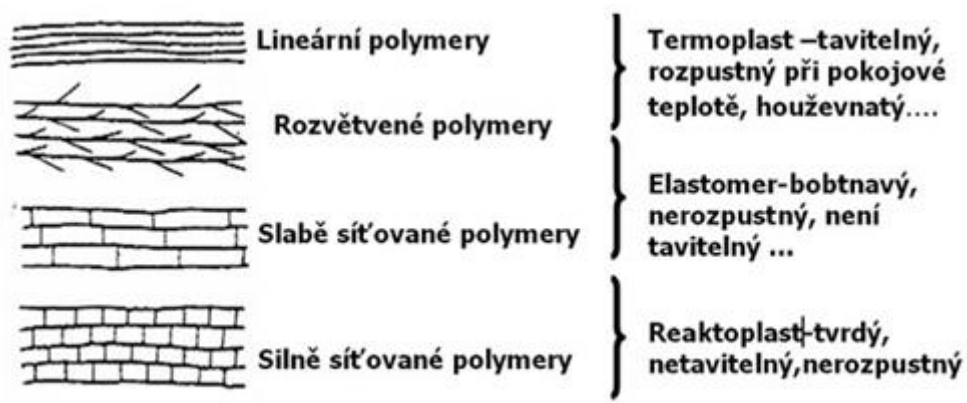 Lineární polymery
Rozvětvené polymery
Slabě síťované polymery
Silně síťované polymery
Termoplast –tavitelný,
rozpustný při pokojové
teplotě, houževnatý....
Elastomer-bobtnavý,
nerozpustný, není
tavitelný ...
Reaktoplast-tvrdý,
netavitelný,nerozpustný